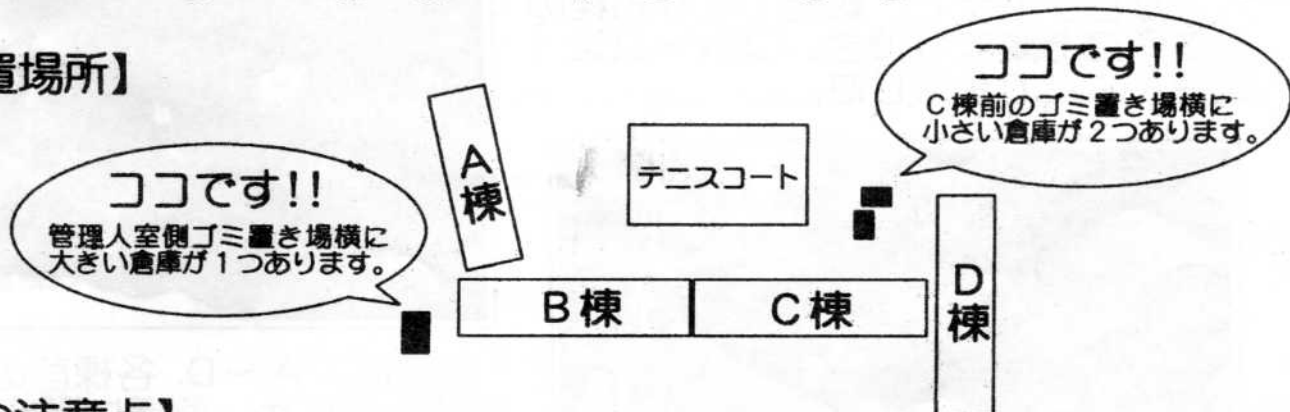 置場所】
ココです!!
C棟前のゴミ置き場横に
小さい倉庫が2つあります。
A棟
テニスコート
ココです!!
管理人室側ゴミ置き場横に
大きい倉庫が1つあります。
B棟
C棟
D棟
注意点】